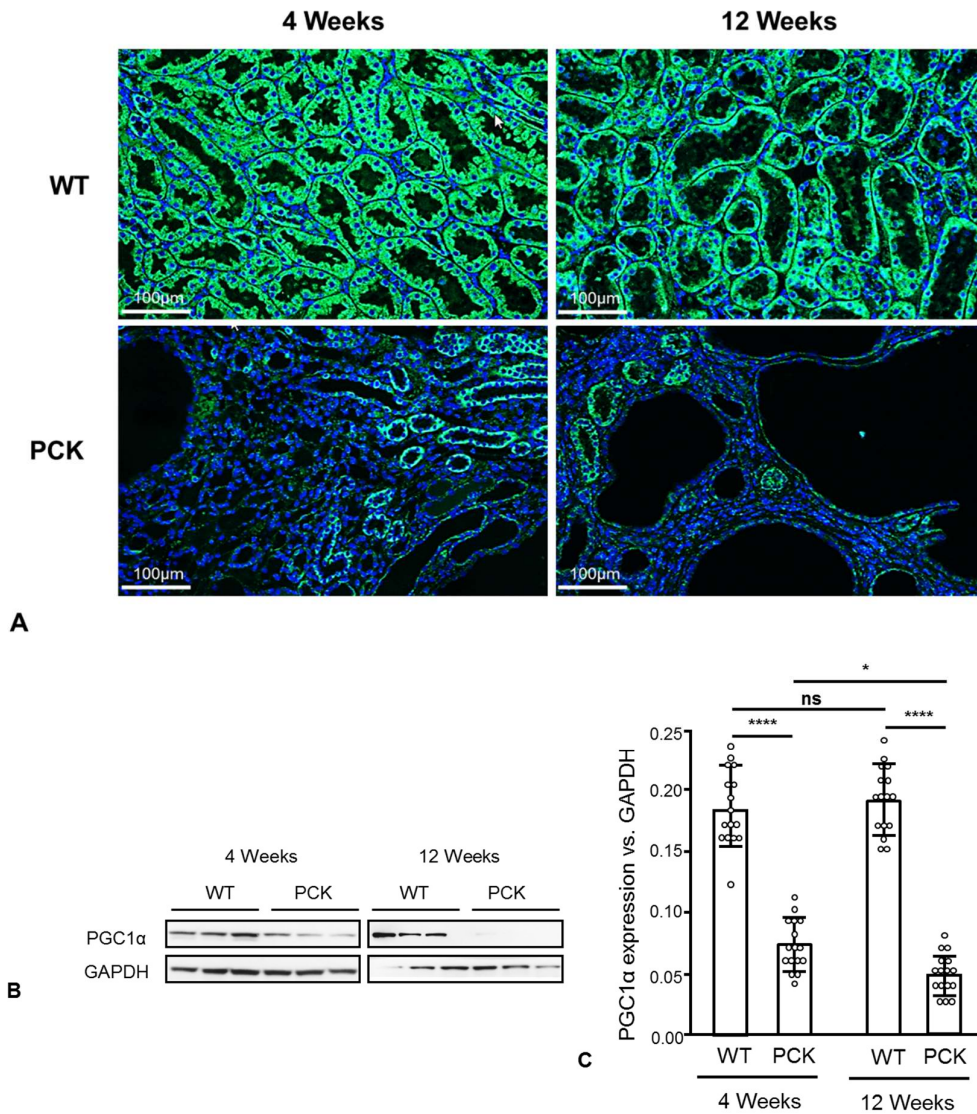 4 Weeks 12 Weeks
WT
100μm 100μm
PCK
100μm 100μm
A
4 Weeks 12 Weeks
WT PCK WT PCK
PGC1α
GAPDH
B
*
ns
**** ****
PGC1α expression vs. GAPDH
0.25
0.20
0.15
0.10
0.05
0.00
WT PCK WT PCK
4 Weeks 12 Weeks
C